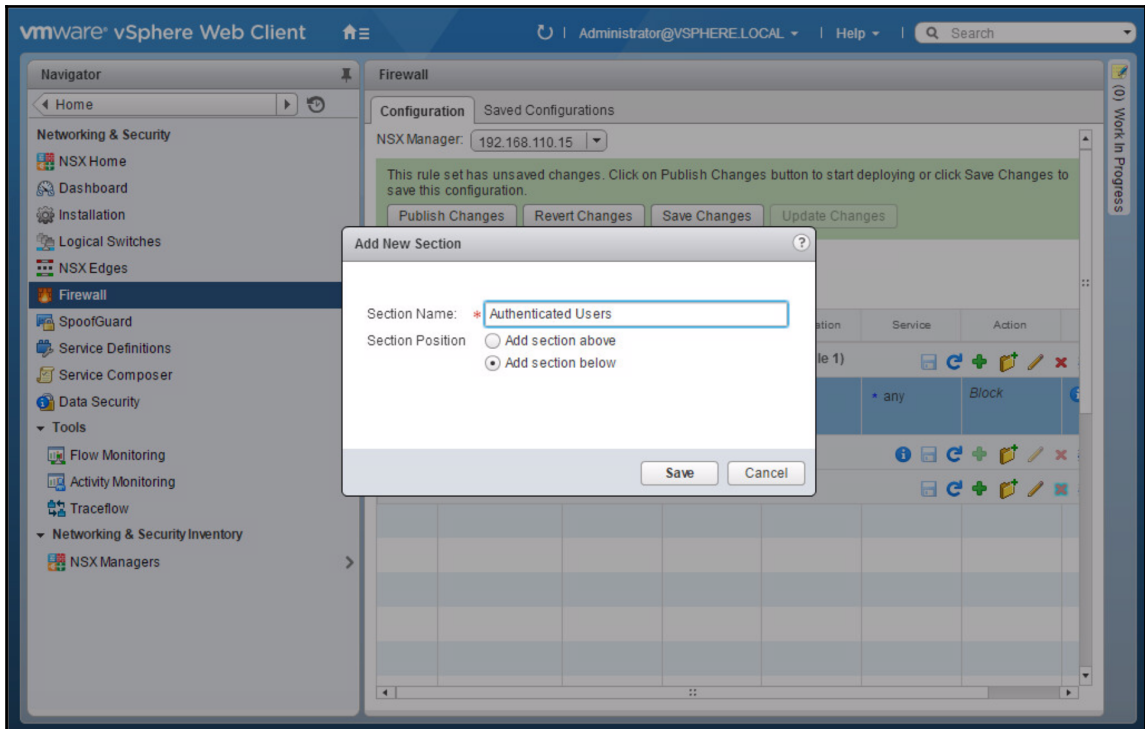 vmware® vSphere Web Client
Administrator@VSPHERE.LOCAL
Help
Search
Navigator
Home
Networking & Security
NSX Home
Dashboard
Installation
Logical Switches
NSX Edges
Firewall
SpoofGuard
Service Definitions
Service Composer
Data Security
Tools
Flow Monitoring
Activity Monitoring
Traceflow
Networking & Security Inventory
NSX Managers
Firewall
Configuration Saved Configurations
NSX Manager: 192.168.110.15
This rule set has unsaved changes. Click on Publish Changes button to start deploying or click Save Changes to
save this configuration.
Publish Changes Revert Changes Save Changes Update Changes
Add New Section ?
Section Name: * Authenticated Users
Section Position Add section above
Add section below
Save Cancel
Service Action
1)
any Block
(0) Work In Progress